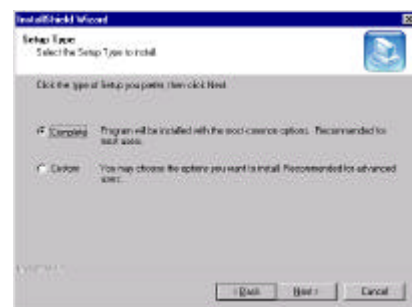 InstallShield Wizard
Setup Type
Select the Setup Type to install.
Click the type of Setup you prefer, then click Next.
Complete
Program will be installed with the most common options. Recommended for
most users.
Custom
You may choose the options you want to install. Recommended for advanced
users.
InstallShield
< Back
Next >
Cancel